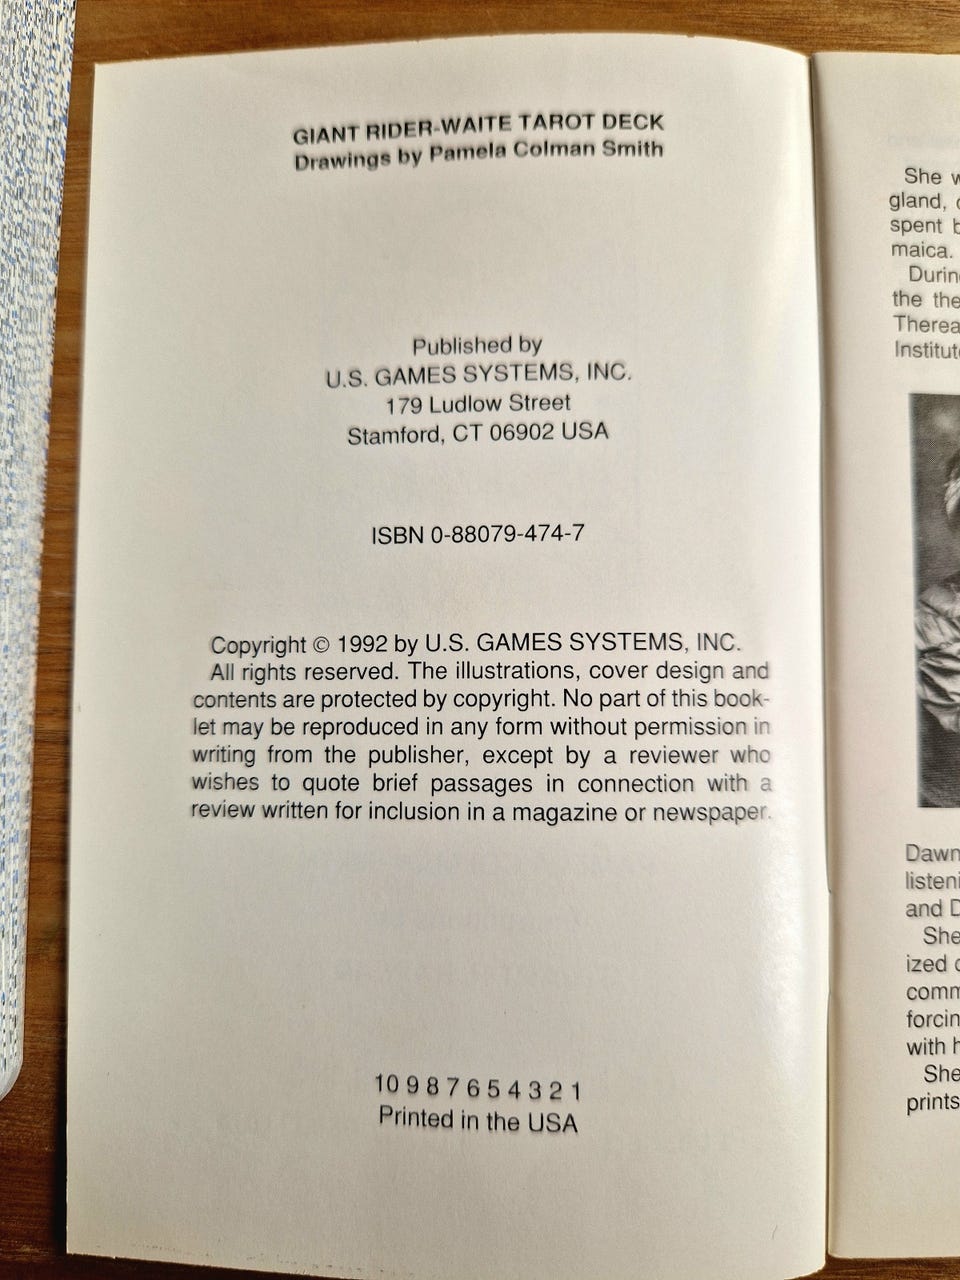 GIANT RIDER-WAITE TAROT DECK
Drawings by Pamela Colman Smith
Published by
U.S. GAMES SYSTEMS, INC.
179 Ludlow Street
Stamford, CT 06902 USA
ISBN 0-88079-474-7
Copyright © 1992 by U.S. GAMES SYSTEMS, INC.
All rights reserved. The illustrations, cover design and
contents are protected by copyright. No part of this book-
let may be reproduced in any form without permission in
writing from the publisher, except by a reviewer who
wishes to quote brief passages in connection with a
review written for inclusion in a magazine or newspaper.
10 9 8 7 6 5 4 3 2 1
Printed in the USA
She
gland,
spent
maica.
the
She
with
She
prints
and